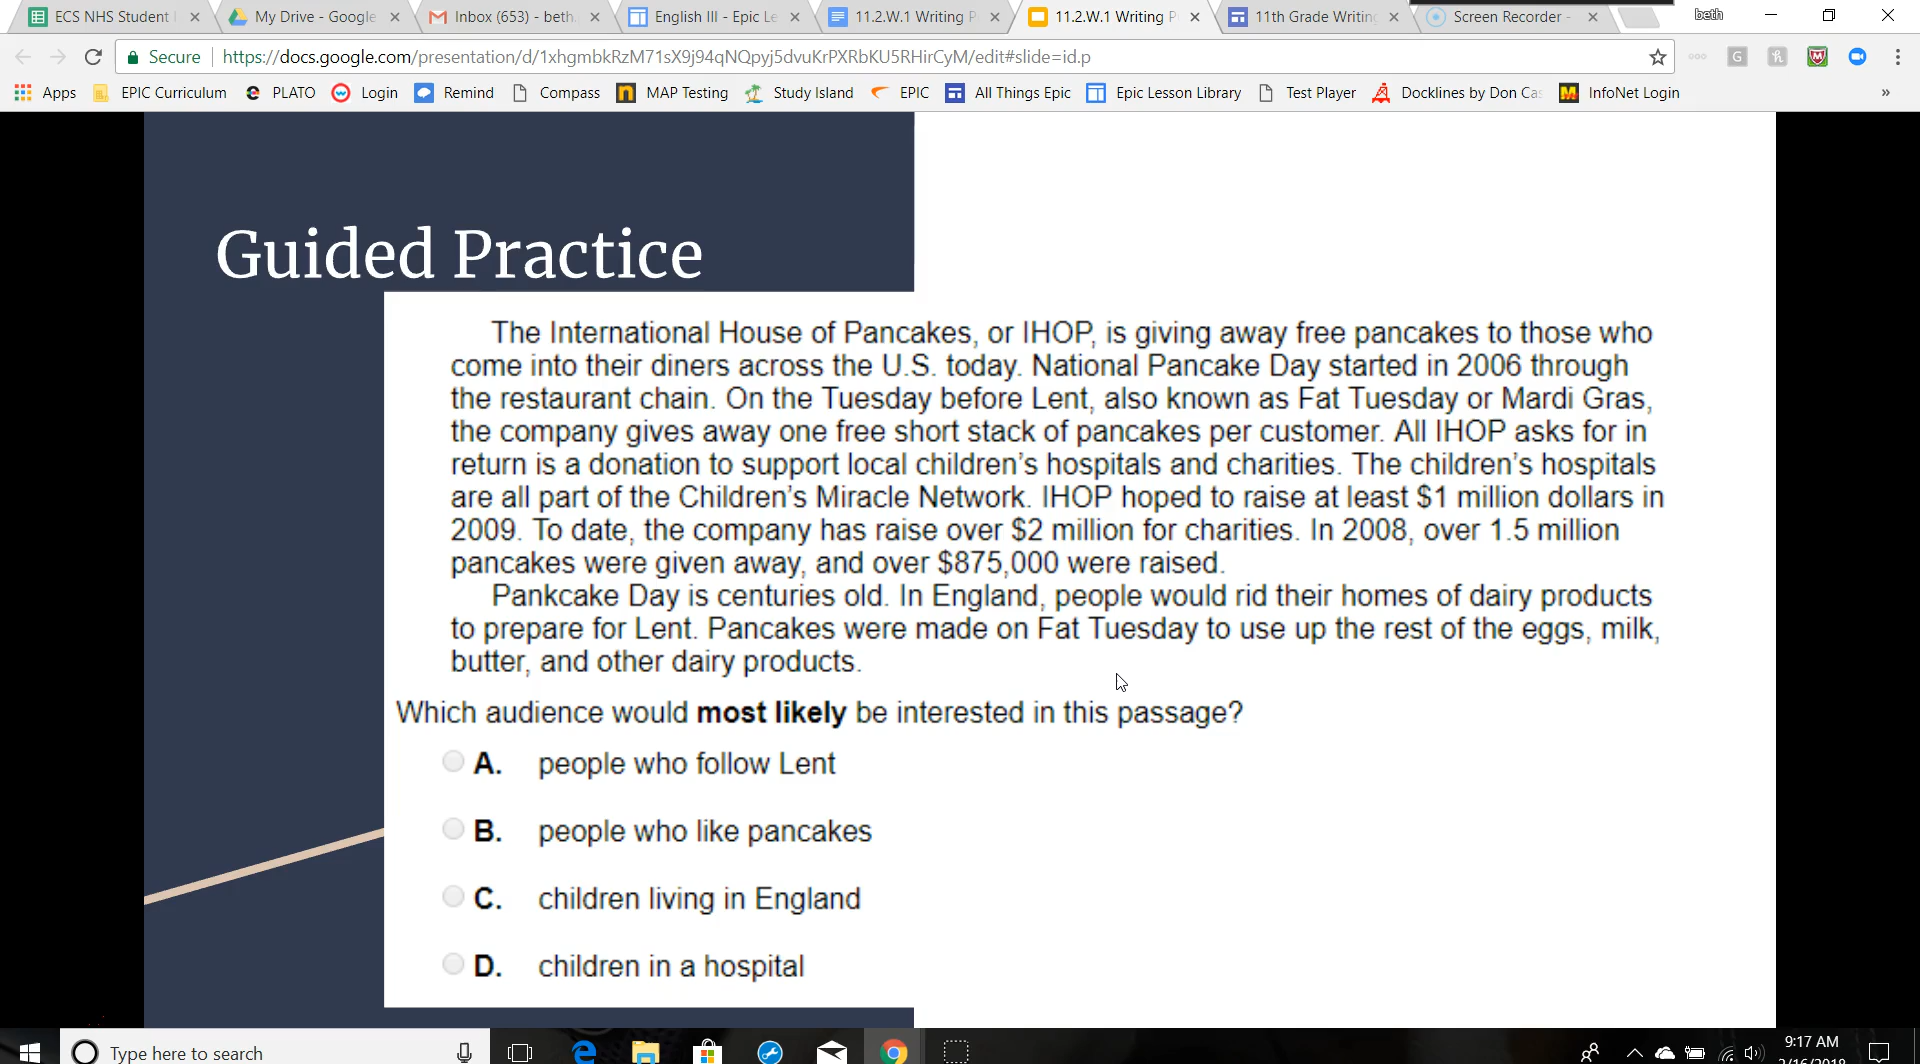 ECS NHS Student
My Drive - Google
Inbox (653) - beth.
English III - Epic Le
11.2.W.1 Writing P
11.2.W.1 Writing P
11th Grade Writing
Screen Recorder -
beth
Secure
https://docs.google.com/presentation/d/1xhgmbkRzM71sX9j94qNQpyj5dvuKrPXRbKU5RHirCyM/edit#slide=id.p
Apps EPIC Curriculum PLATO Login Remind Compass MAP Testing Study Island EPIC All Things Epic Epic Lesson Library Test Player Docklines by Don Ca InfoNet Login »
Guided Practice
The International House of Pancakes, or IHOP, is giving away free pancakes to those who
come into their diners across the U.S. today. National Pancake Day started in 2006 through
the restaurant chain. On the Tuesday before Lent, also known as Fat Tuesday or Mardi Gras,
the company gives away one free short stack of pancakes per customer. All IHOP asks for in
return is a donation to support local children's hospitals and charities. The children's hospitals
are all part of the Children's Miracle Network. IHOP hoped to raise at least $1 million dollars in
2009. To date, the company has raise over $2 million for charities. In 2008, over 1.5 million
pancakes were given away, and over $875,000 were raised.
Pankcake Day is centuries old. In England, people would rid their homes of dairy products
to prepare for Lent. Pancakes were made on Fat Tuesday to use up the rest of the eggs, milk,
butter, and other dairy products.
Which audience would most likely be interested in this passage?
A. people who follow Lent
B. people who like pancakes
C. children living in England
D. children in a hospital
Type here to search
9:17 AM
2/16/2018